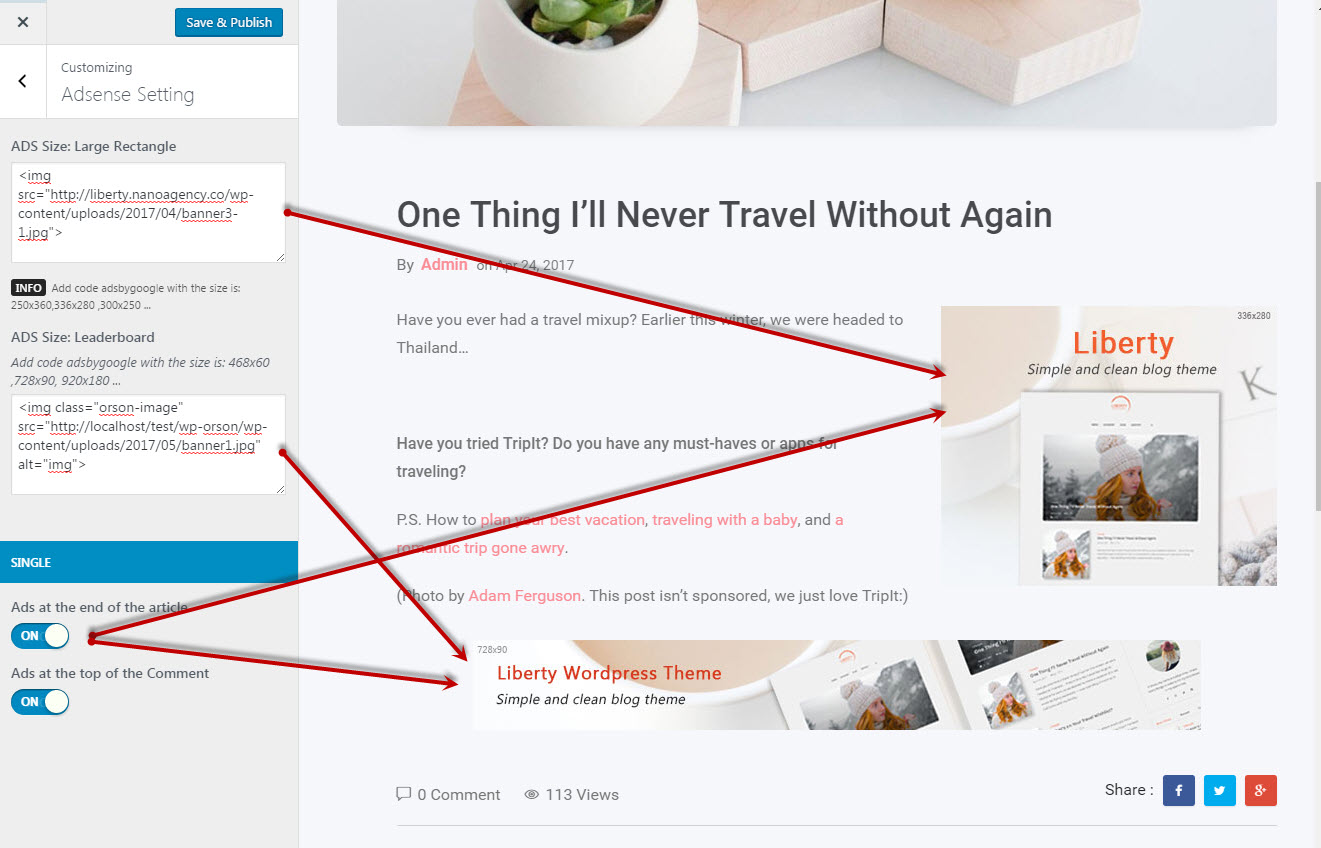 Save & Publish
Customizing
Adsense Setting
ADS Size: Large Rectangle
<img
src="http://liberty.nanoagency.co/wp-
content/uploads/2017/04/banner3-
1.jpg">
INFO Add code adsbygoogle with the size is:
250x360,336x280 ,300x250 ...
ADS Size: Leaderboard
Add code adsbygoogle with the size is: 468x60
,728x90, 920x180 ...
<img class="orson-image"
src="http://localhost/test/wp-orson/wp-
content/uploads/2017/05/banner1.jpg"
alt="img">
SINGLE
Ads at the end of the article
ON
Ads at the top of the Comment
ON
One Thing I’ll Never Travel Without Again
By Admin on Apr 24, 2017
Have you ever had a travel mixup? Earlier this winter, we were headed to
Thailand…
Have you tried TripIt? Do you have any must-haves or apps for
traveling?
P.S. How to plan your best vacation, traveling with a baby, and a
romantic trip gone awry.
(Photo by Adam Ferguson. This post isn’t sponsored, we just love TripIt:)
336x280
Liberty
Simple and clean blog theme
728x90
Liberty Wordpress Theme
Simple and clean blog theme
0 Comment 113 Views
Share :